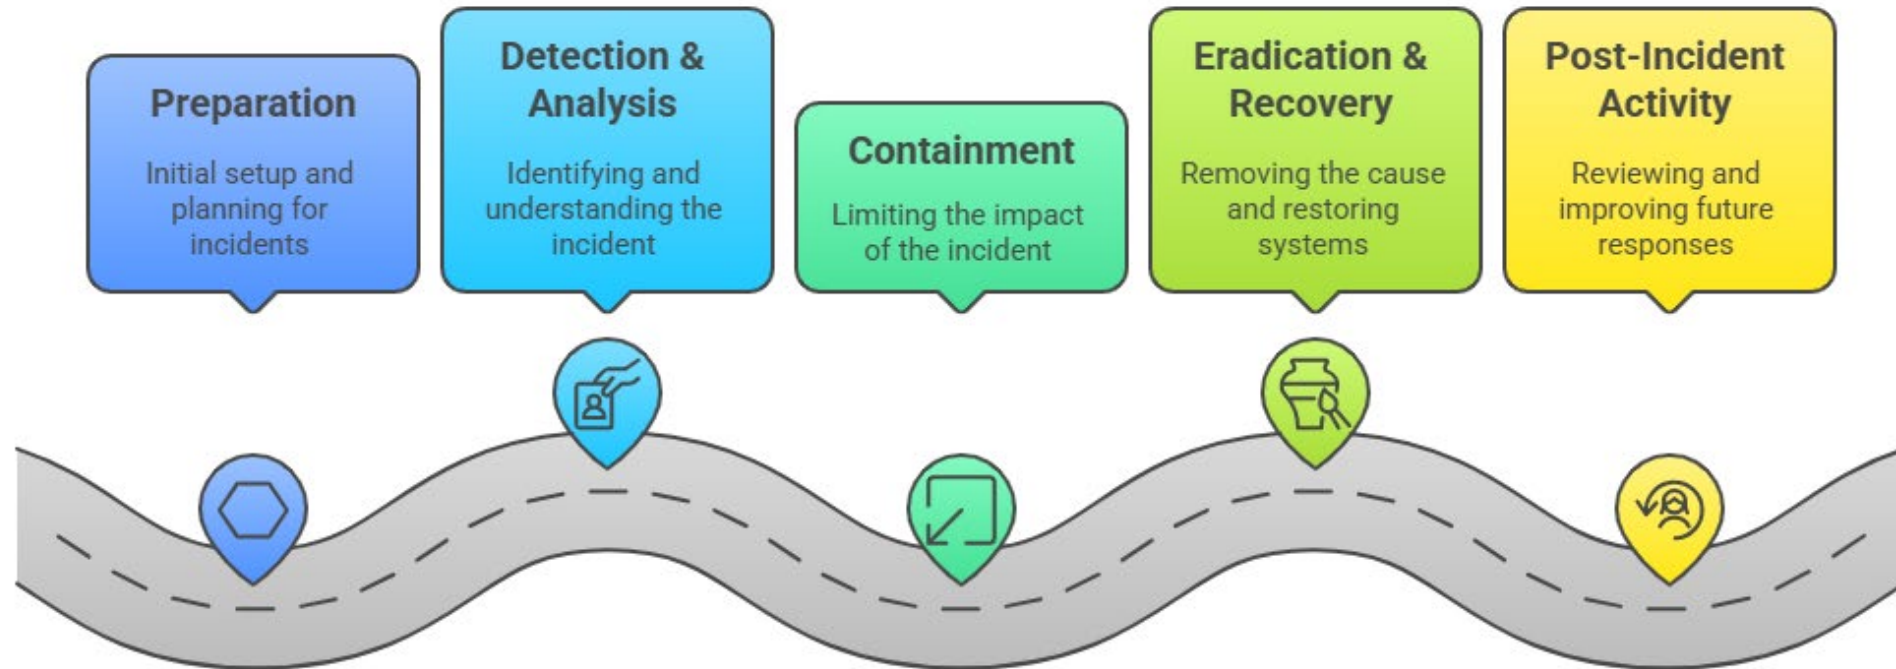 Preparation
Initial setup and
planning for
incidents
Detection &
Analysis
Identifying and
understanding the
incident
Containment
Limiting the impact
of the incident
Eradication &
Recovery
Removing the cause
and restoring
systems
Post-Incident
Activity
Reviewing and
improving future
responses